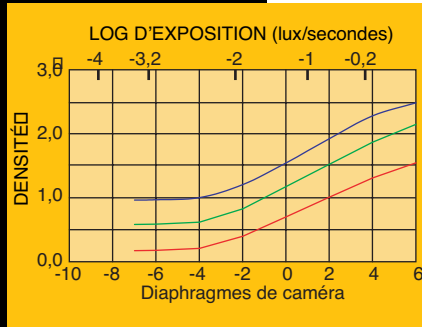 LOG D'EXPOSITION (lux/secondes)
-4 -3,2 -2 -1 -0,2
3,0
2,0
1,0
0,0
DENSITÉ
-10 -8 -6 -4 -2 0 2 4 6
Diaphragmes de caméra